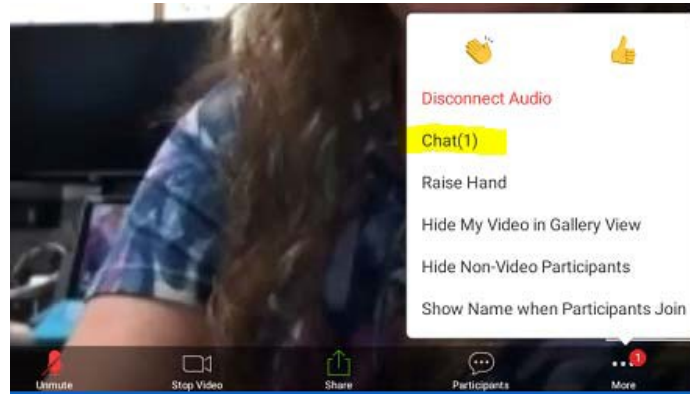 Disconnect Audio
Chat(1)
Raise Hand
Hide My Video in Gallery View
Hide Non-Video Participants
Show Name when Participants Join
1
Unmute Stop Video Share Participants More